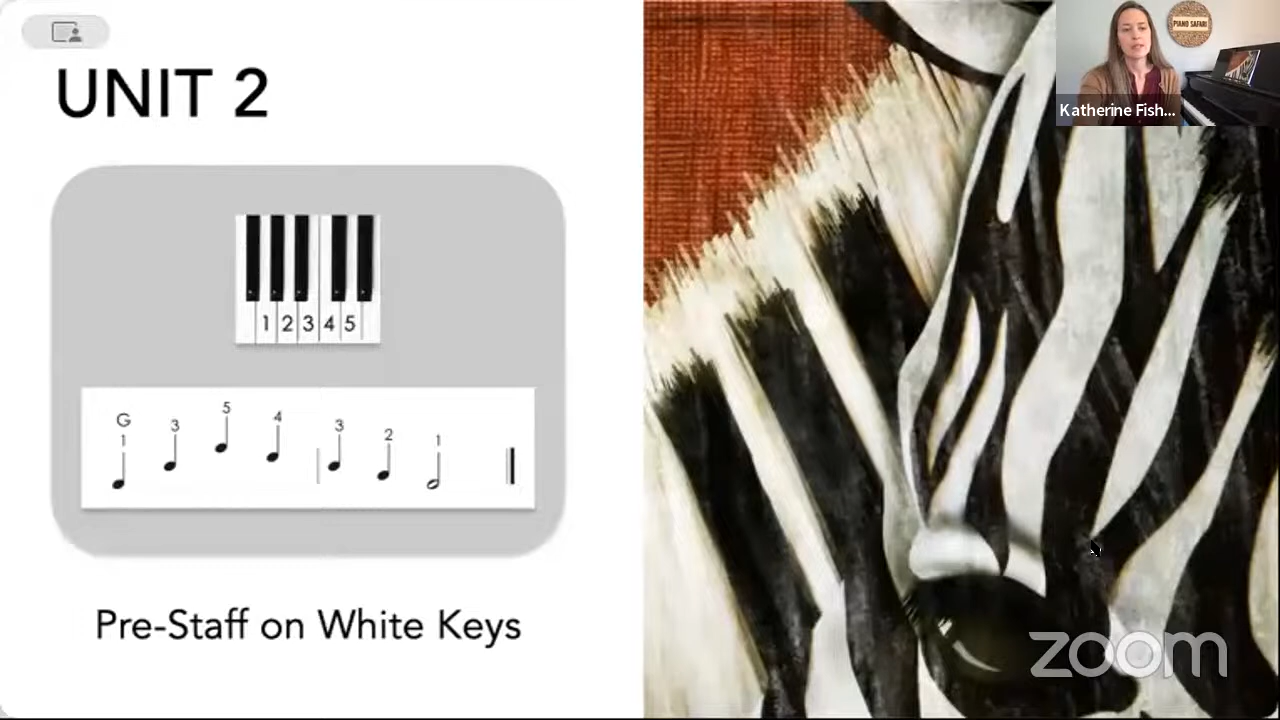 UNIT 2
1 2 3 4 5
G
1 3 5 4 3 2 1
Pre-Staff on White Keys
PIANO SAFARI
Katherine Fish...
zoom